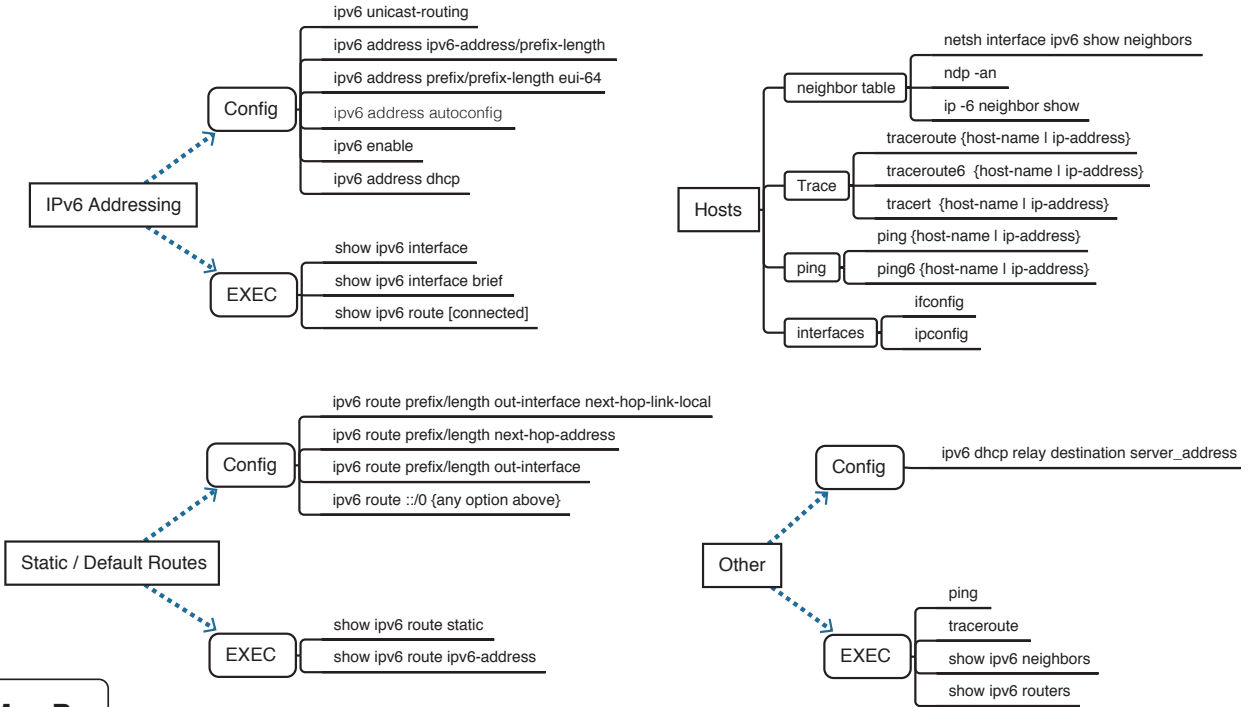 ipv6 unicast-routing
ipv6 address ipv6-address/prefix-length
ipv6 address prefix/prefix-length eui-64
Config
ipv6 address autoconfig
ipv6 enable
ipv6 address dhcp
IPv6 Addressing
show ipv6 interface
EXEC
show ipv6 interface brief
show ipv6 route [connected]
netsh interface ipv6 show neighbors
neighbor table
ndp -an
ip -6 neighbor show
traceroute {host-name | ip-address}
Trace
traceroute6 {host-name | ip-address}
tracert {host-name | ip-address}
Hosts
ping {host-name | ip-address}
ping
ping6 {host-name | ip-address}
ifconfig
interfaces
ipconfig
ipv6 route prefix/length out-interface next-hop-link-local
ipv6 route prefix/length next-hop-address
Config
ipv6 route prefix/length out-interface
ipv6 route ::/0 {any option above}
Static / Default Routes
show ipv6 route static
EXEC
show ipv6 route ipv6-address
Config
ipv6 dhcp relay destination server_address
Other
ping
traceroute
EXEC
show ipv6 neighbors
show ipv6 routers